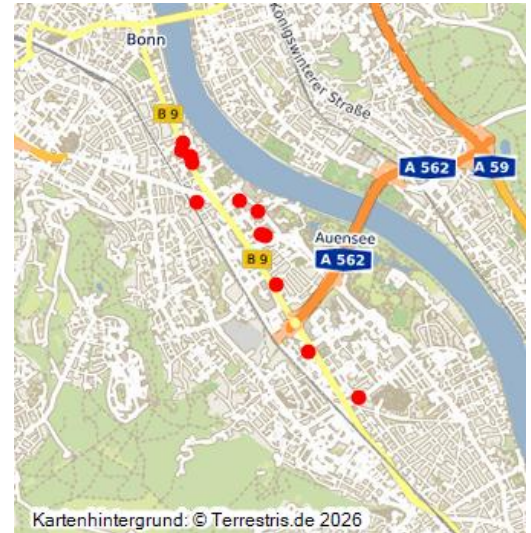 Bonn
Königswinterer Straße
B 9
A 562
A 59
Auensee
B 9
A 562
Kartenhintergrund: © Terrestris.de 2026